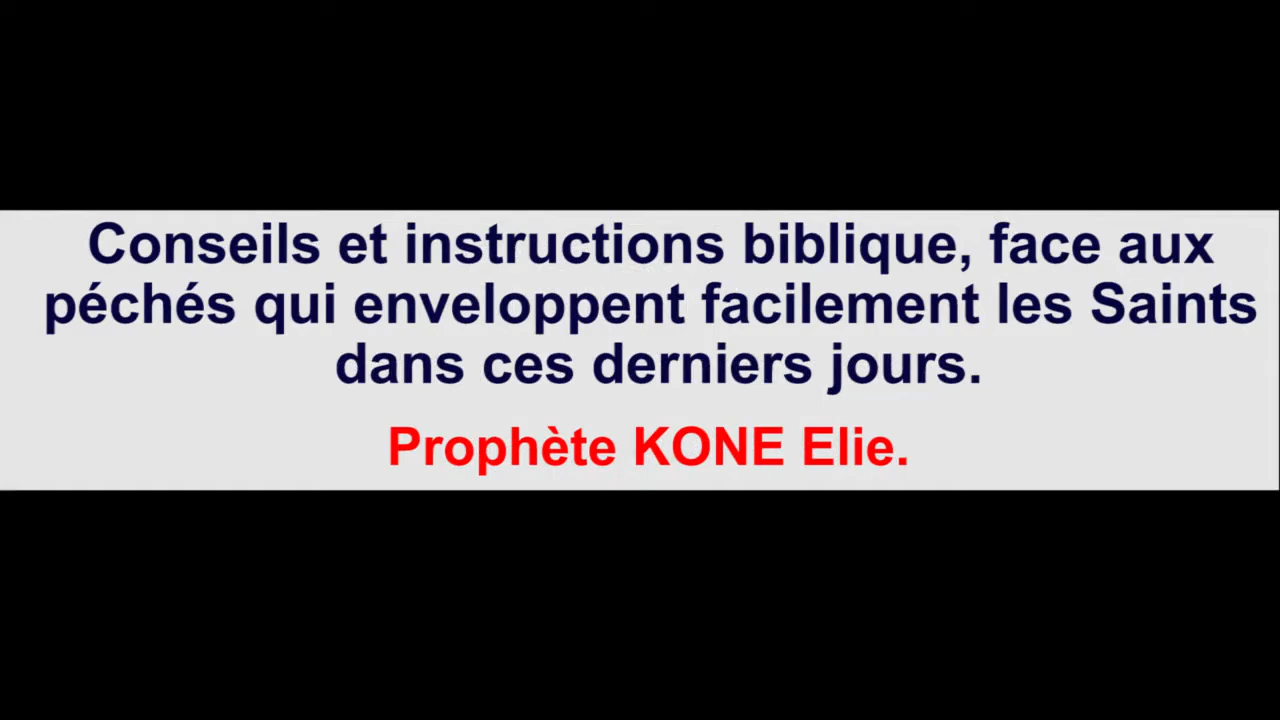 Conseils et instructions biblique, face aux
péchés qui enveloppent facilement les Saints
dans ces derniers jours.
Prophète KONE Elie.